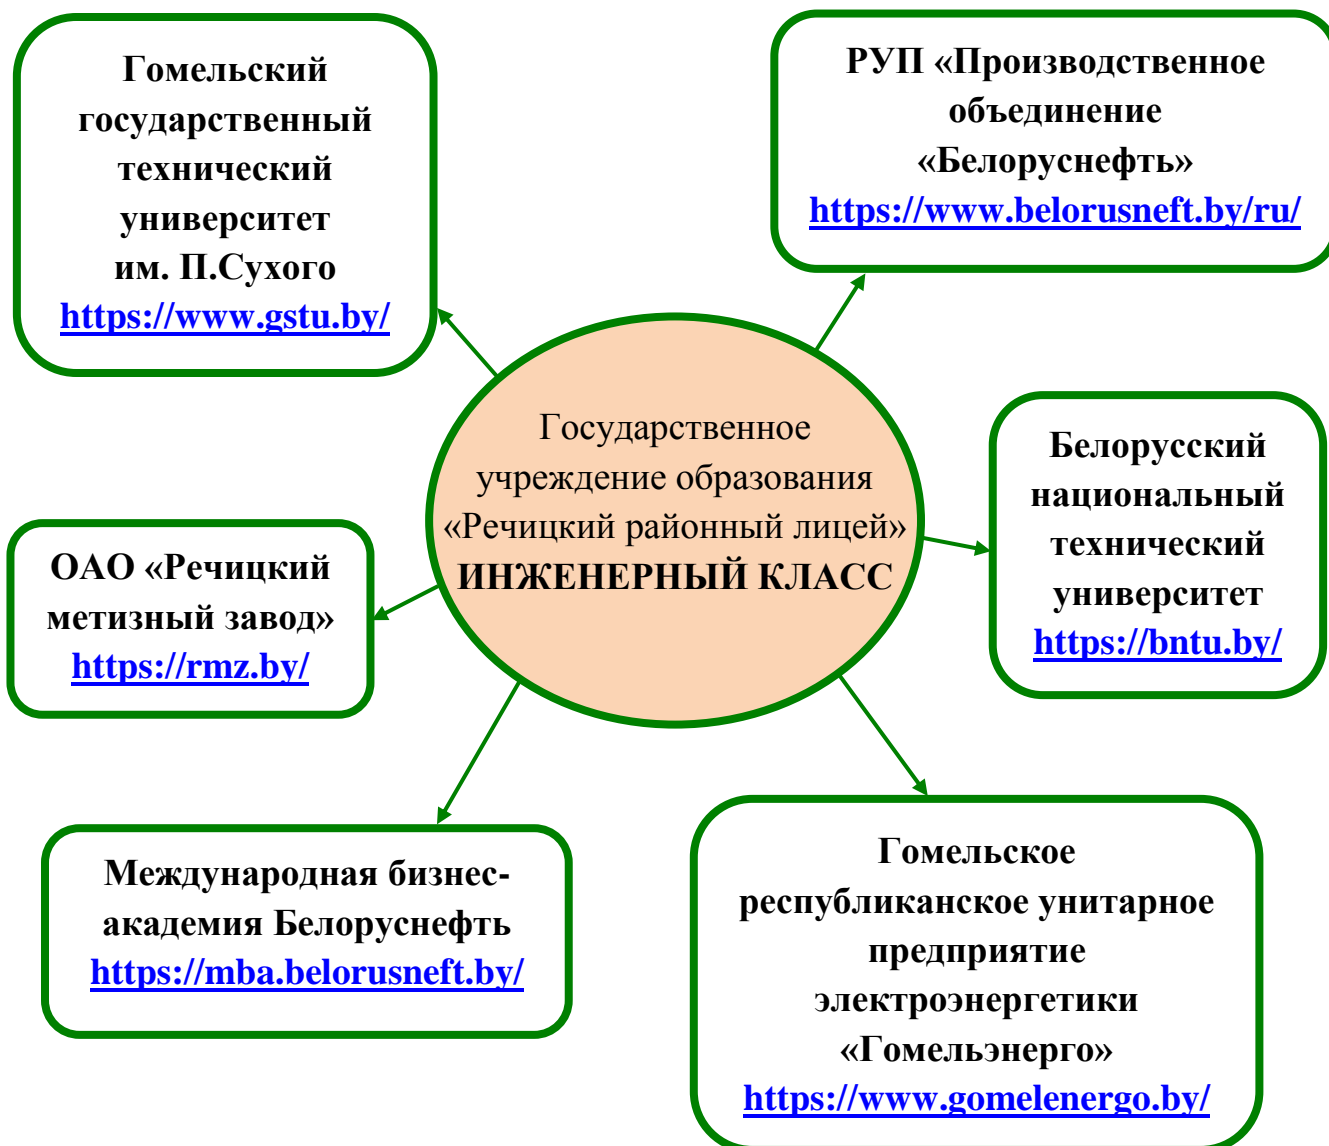 Гомельский
государственный
технический
университет
им. П.Сухого
https://www.gstu.by/
РУП «Производственное
объединение
«Белоруснефть»
https://www.belorusneft.by/ru/
Государственное
учреждение образования
«Речицкий районный лицей»
ИНЖЕНЕРНЫЙ КЛАСС
Белорусский
национальный
технический
университет
https://bntu.by/
ОАО «Речицкий
метизный завод»
https://rmz.by/
Международная бизнес-
академия Белоруснефть
https://mba.belorusneft.by/
Гомельское
республиканское унитарное
предприятие
электроэнергетики
«Гомельэнерго»
https://www.gomelenergo.by/